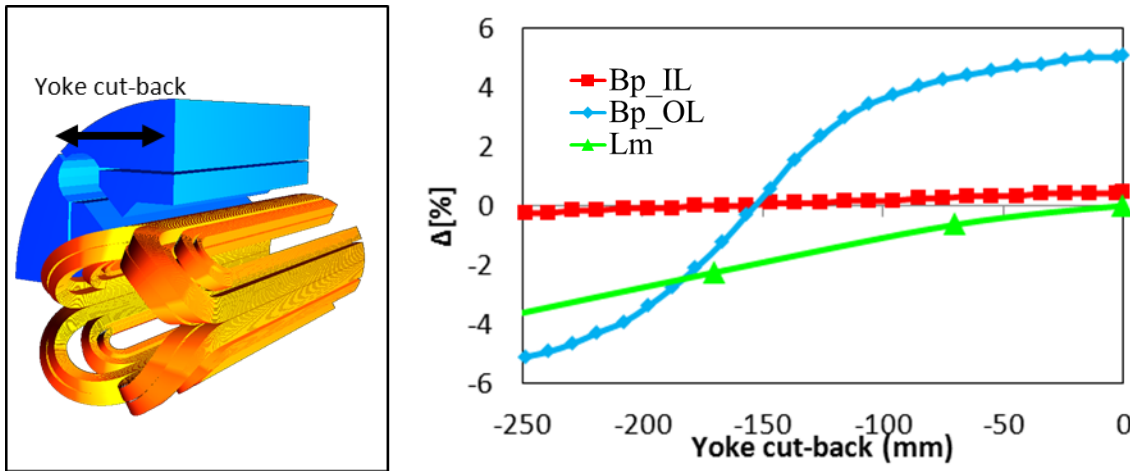 Yoke cut-back
6
4
2
0
-2
-4
-6
Δ[%]
Bp_IL
Bp_OL
Lm
-250
-200
-150
-100
-50
0
Yoke cut-back (mm)